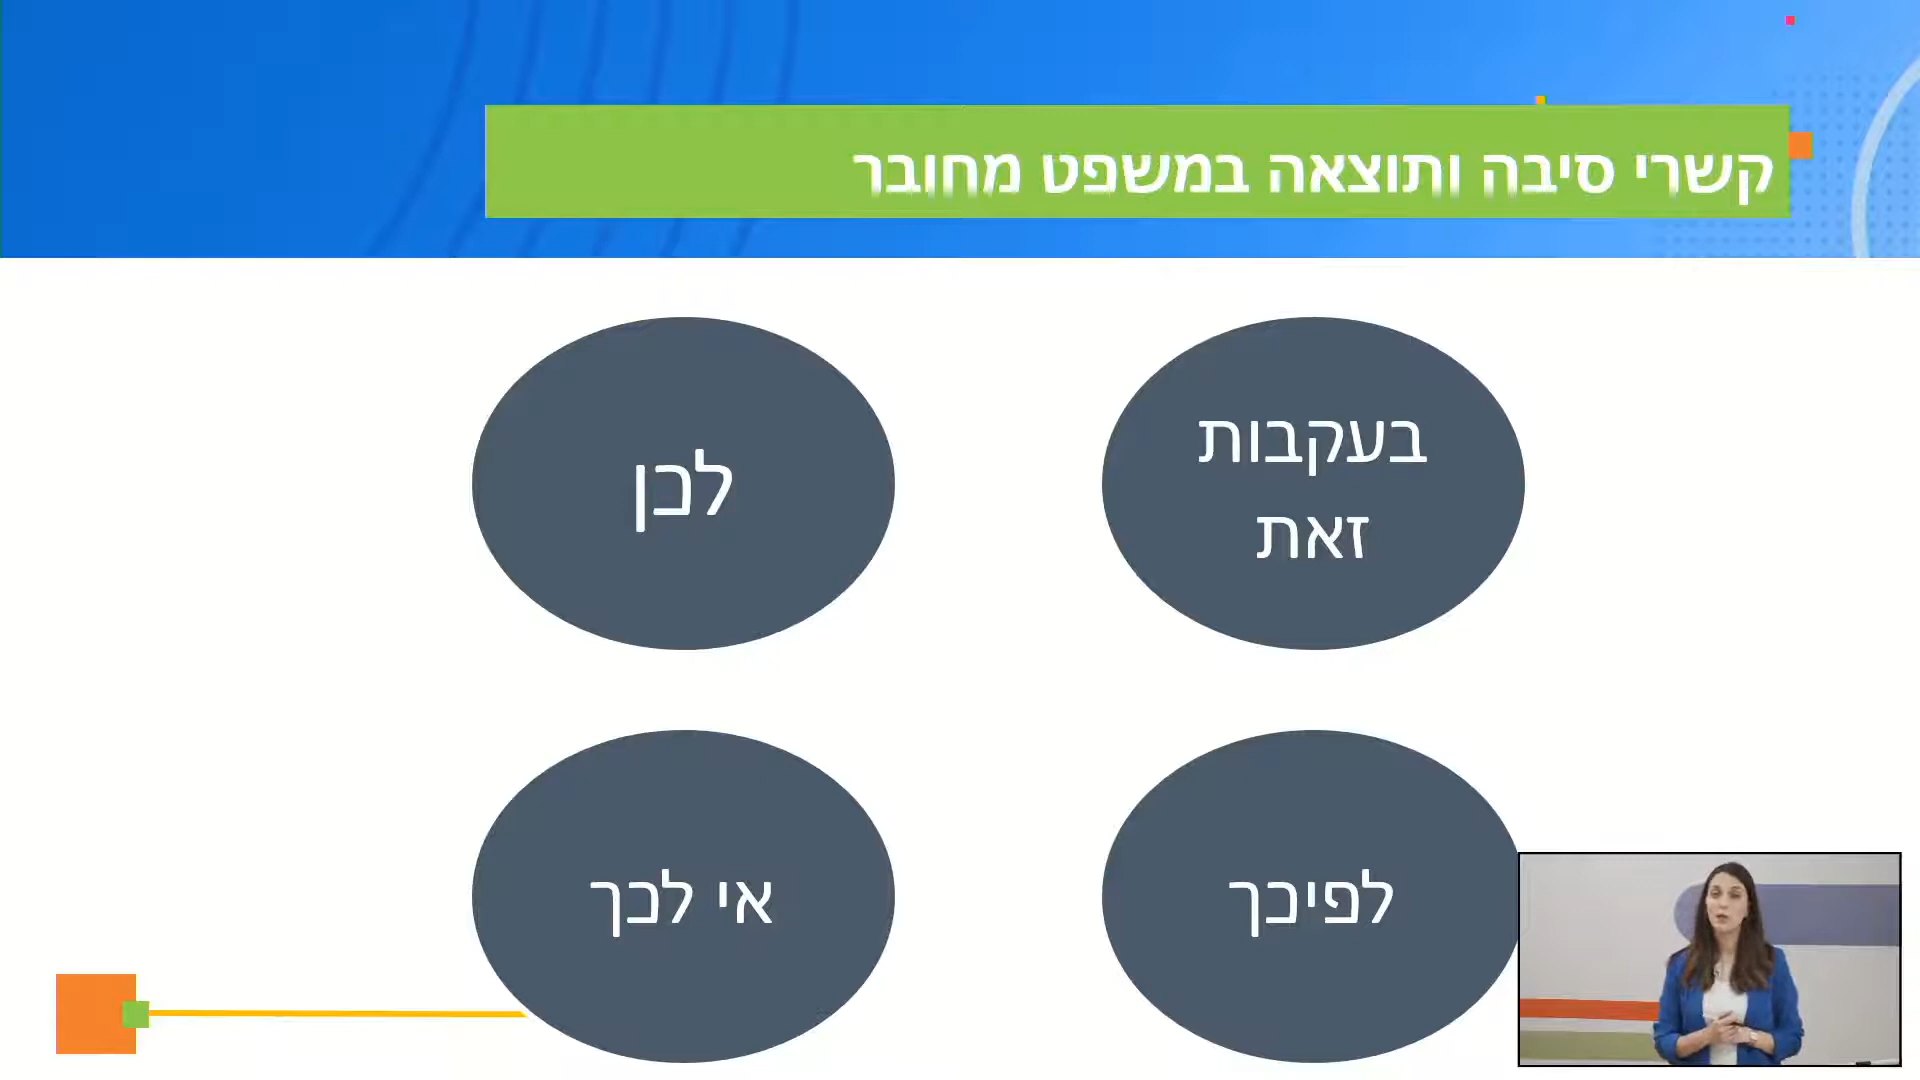 קשרי סיבה ותוצאה במשפט מחובר
בעקבות
זאת
לכן
לפיכך
אי לכך